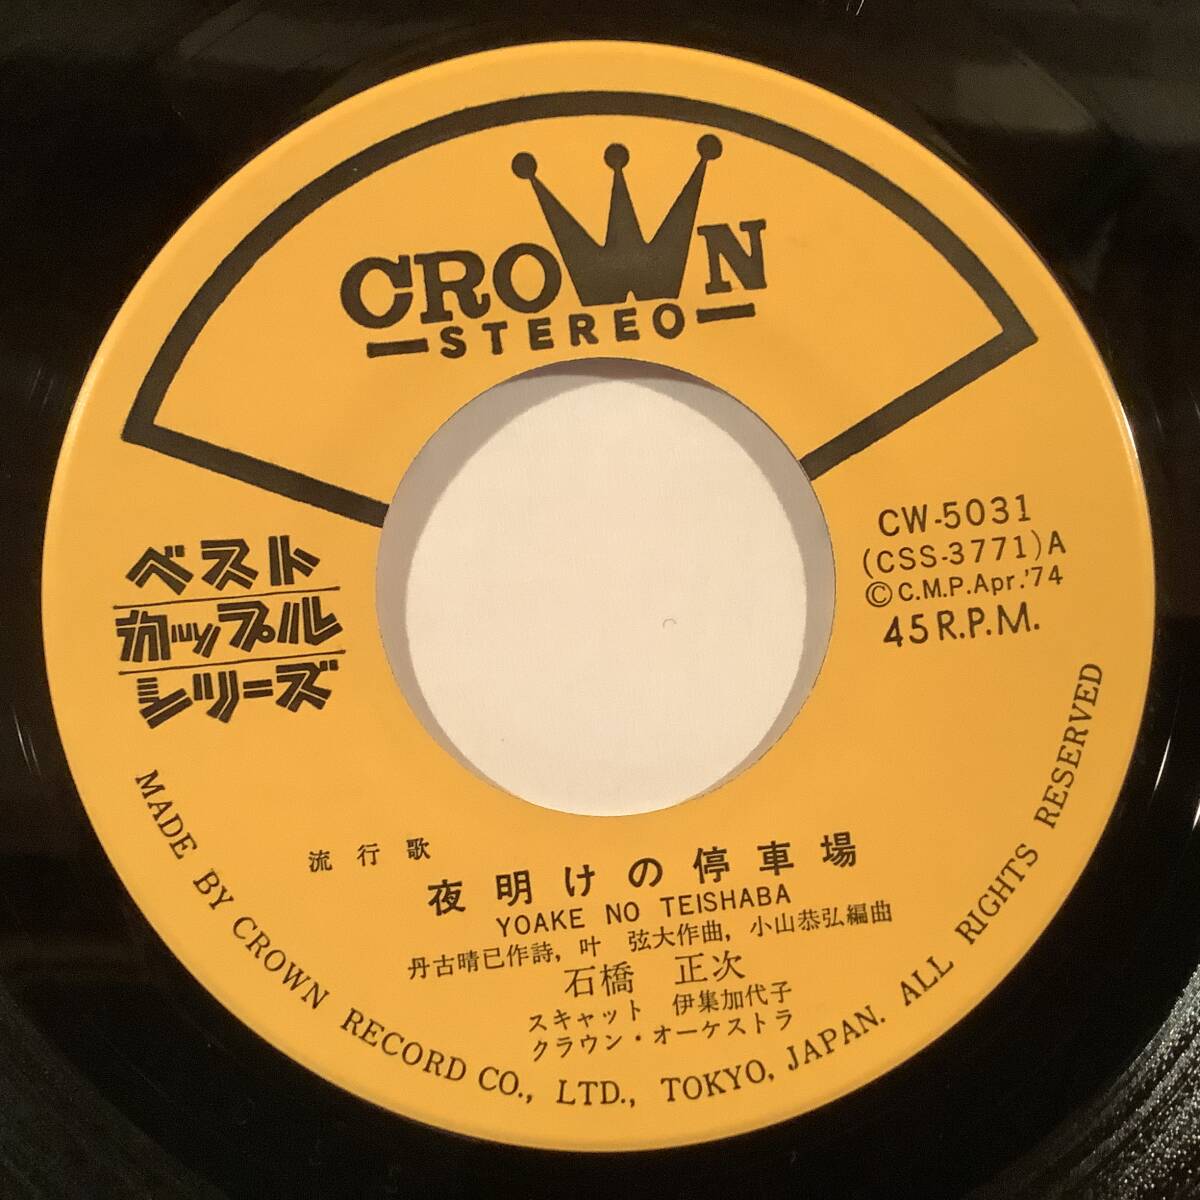 CROWN
STEREO
ベスト
カップル
シリーズ
CW-5031
(CSS-3771)A
©C.M.P.Apr.'74
45R.P.M.
流行歌
夜明けの停車場
YOAKE NO TEISHABA
丹古晴已作詩, 叶 弦大作曲, 小山恭弘編曲
石橋 正次
スキャット 伊集加代子
クラウン・オーケストラ
MADE BY CROWN RECORD CO., LTD., TOKYO, JAPAN. ALL RIGHTS RESERVED